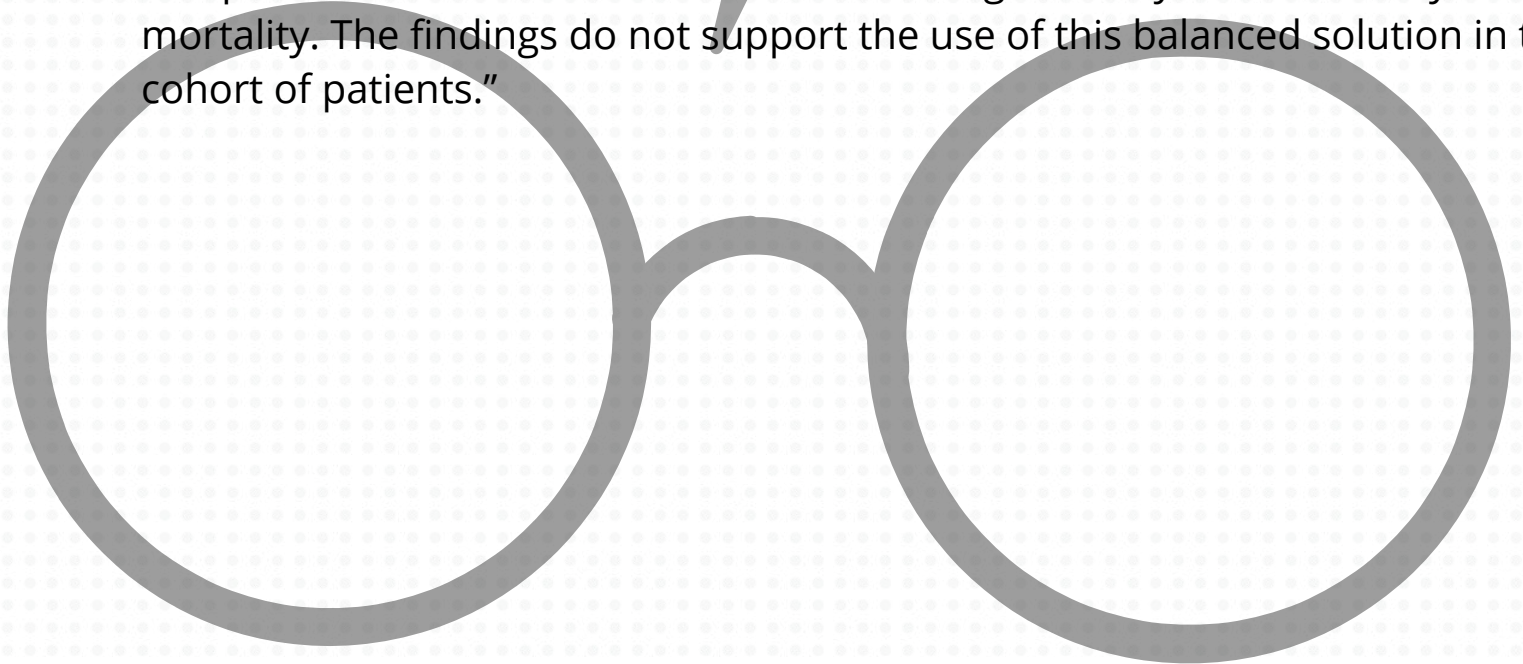 mortality. The findings do not support the use of this balanced solution in
cohort of patients.”